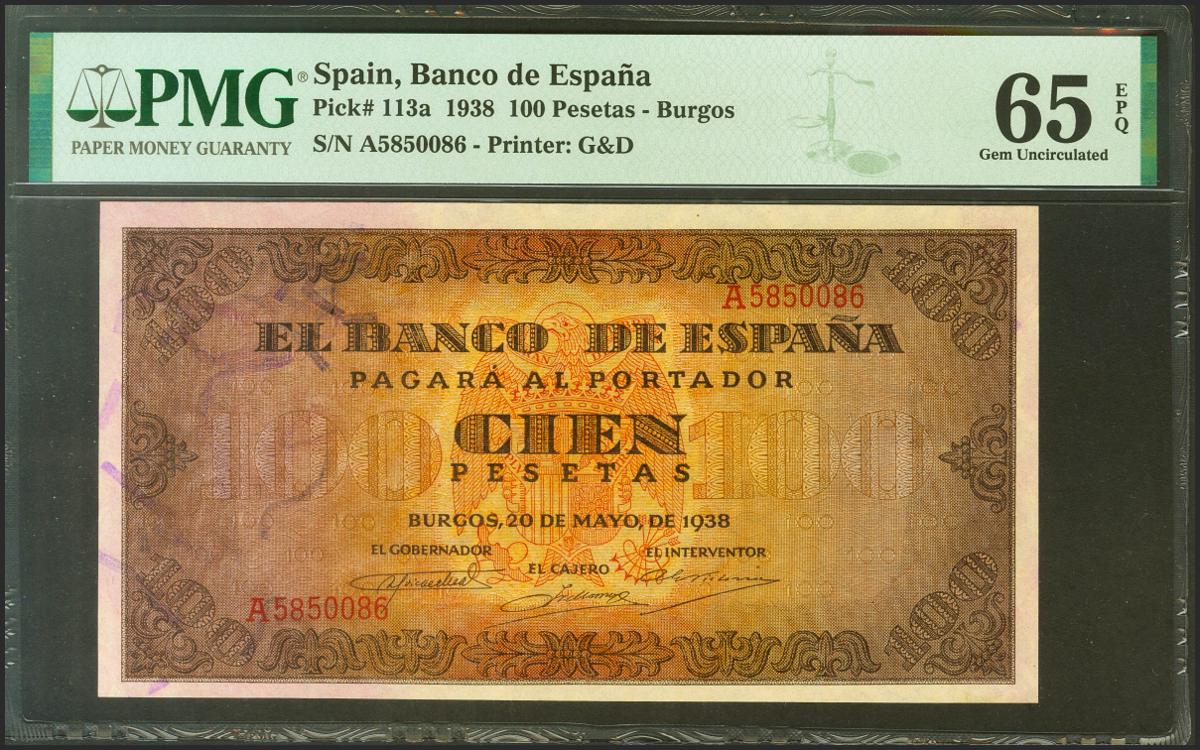 PMG®
PAPER MONEY GUARANTY
Spain, Banco de España
Pick# 113a 1938 100 Pesetas - Burgos
S/N A5850086 - Printer: G&D
65
EPQ
Gem Uncirculated
A5850086
EL BANCO DE ESPAÑA
PAGARÁ AL PORTADOR
100 CIEN 100
PESETAS
BURGOS, 20 DE MAYO, DE 1938
EL GOBERNADOR
EL INTERVENTOR
EL CAJERO
A5850086